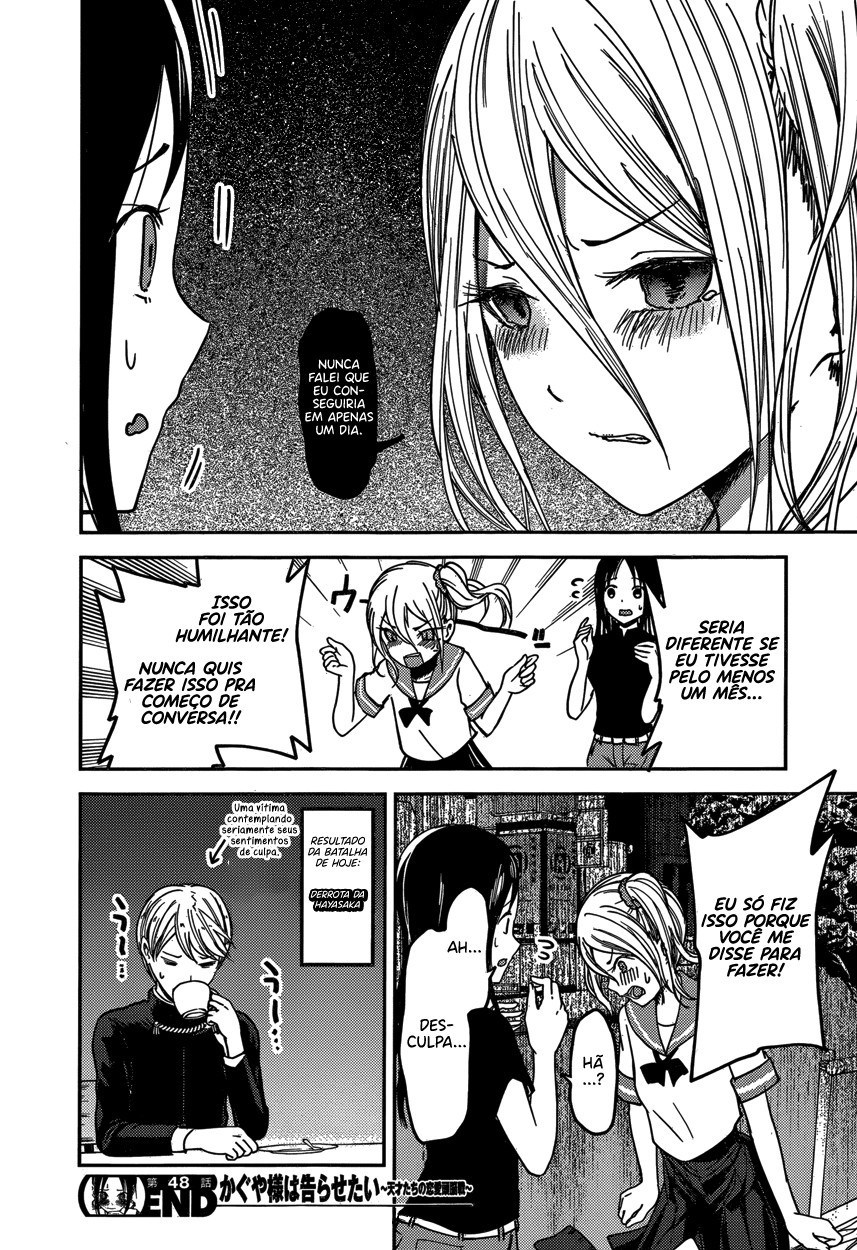 NUNCA
FALEI QUE
EU CON-
SEGUIRIA
EM APENAS
UM DIA.
SERIA
DIFERENTE SE
EU TIVESSE
PELO MENOS
UM MÊS...
ISSO
FOI TÃO
HUMILHANTE!
NUNCA QUIS
FAZER ISSO PRA
COMEÇO DE
CONVERSA!!
EU SÓ FIZ
ISSO PORQUE
VOCÊ ME
DISSE PARA
FAZER!
AH...
DES-
CULPA...
HÃ
...?
RESULTADO
DA BATALHA
DE HOJE:
DERROTA DA
HAYASAKA
Uma vítima
contemplando
seriamente seus
sentimentos
de culpa.
う~…
う~…
第 48 話
END かぐや様は告らせたい~天才たちの恋愛頭脳戦~